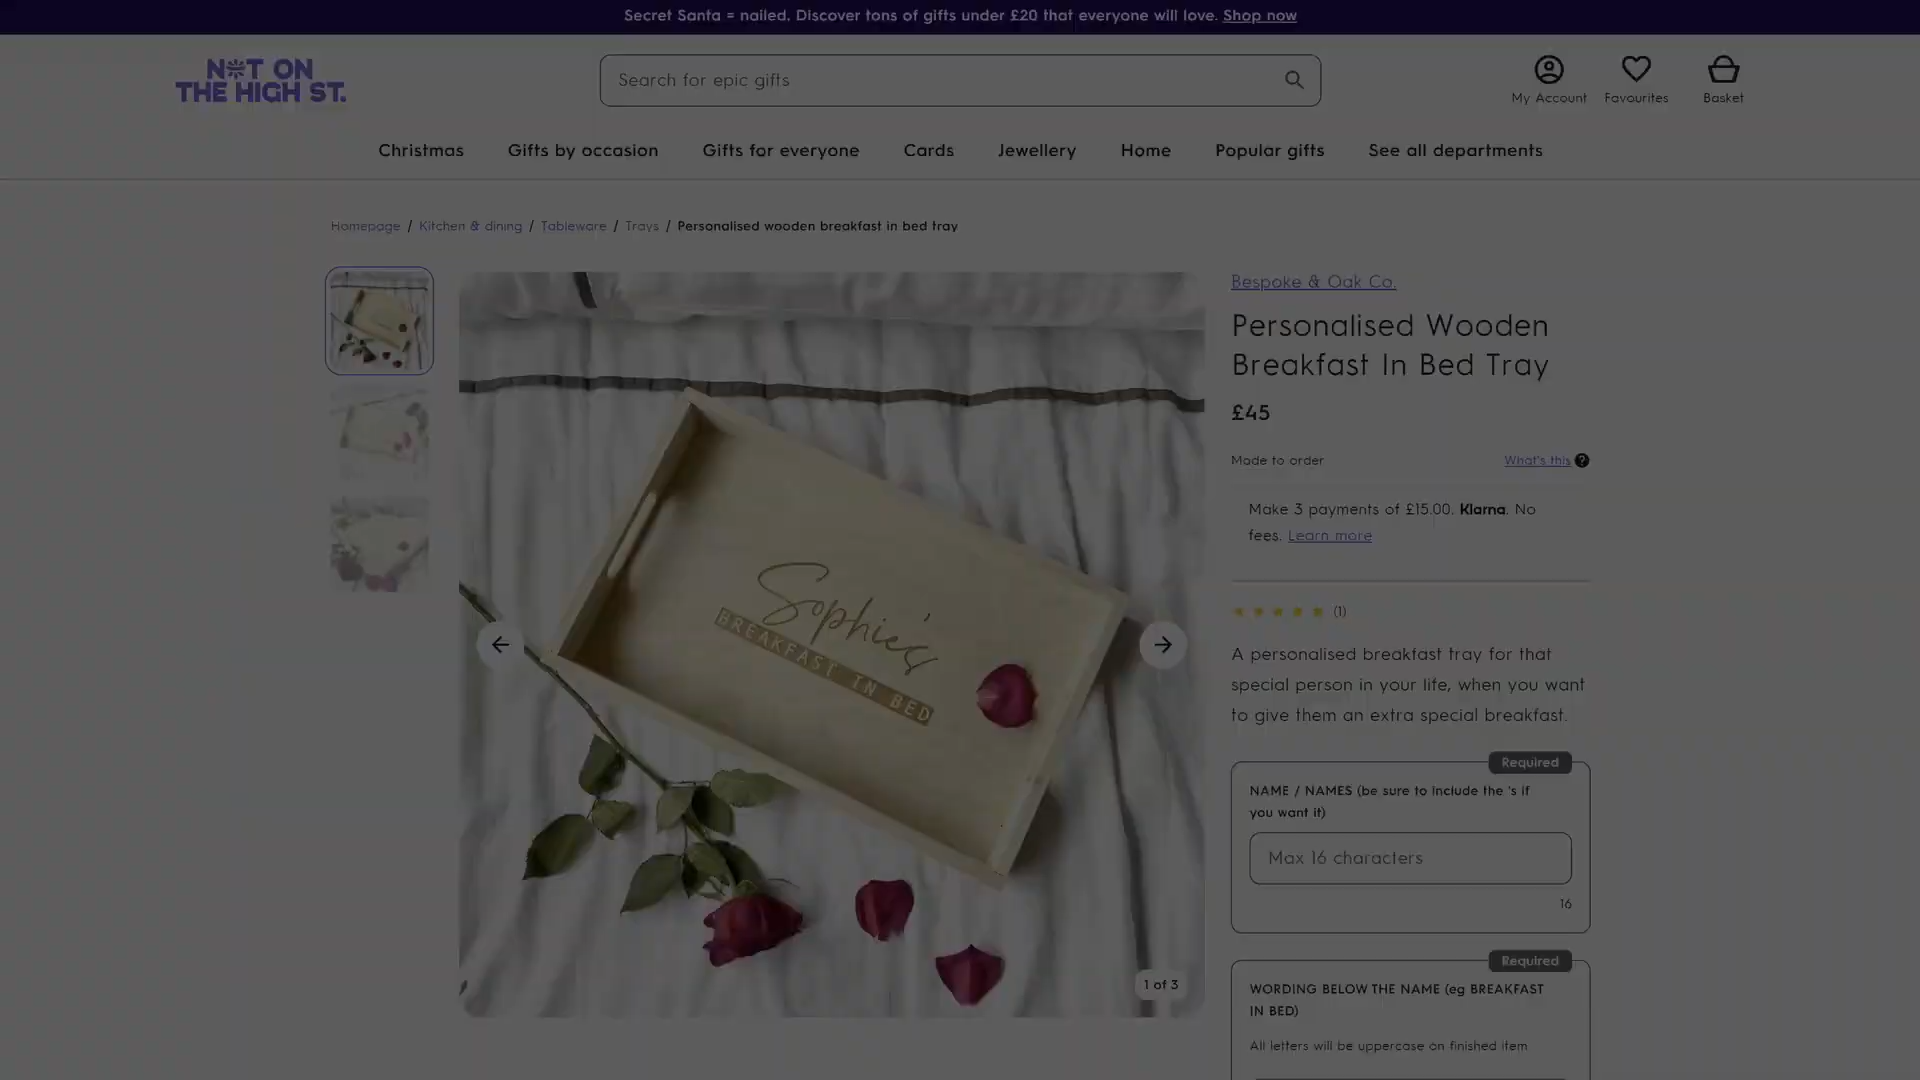 Secret Santa = nailed. Discover tons of gifts under £20 that everyone will love. Shop now
NOT ON
THE HIGH ST.
Search for epic gifts
My Account
Favourites
Basket
Christmas
Gifts by occasion
Gifts for everyone
Cards
Jewellery
Home
Popular gifts
See all departments
Homepage / Kitchen & dining / Tableware / Trays / Personalised wooden breakfast in bed tray
Sophie's
BREAKFAST IN BED
1 of 3
Bespoke & Oak Co.
Personalised Wooden
Breakfast In Bed Tray
£45
Made to order
What's this ?
Make 3 payments of £15.00. Klarna. No
fees. Learn more
(1)
A personalised breakfast tray for that
special person in your life, when you want
to give them an extra special breakfast.
Required
NAME / NAMES (be sure to include the 's if
you want it)
Max 16 characters
16
Required
WORDING BELOW THE NAME (eg BREAKFAST
IN BED)
All letters will be uppercase on finished item